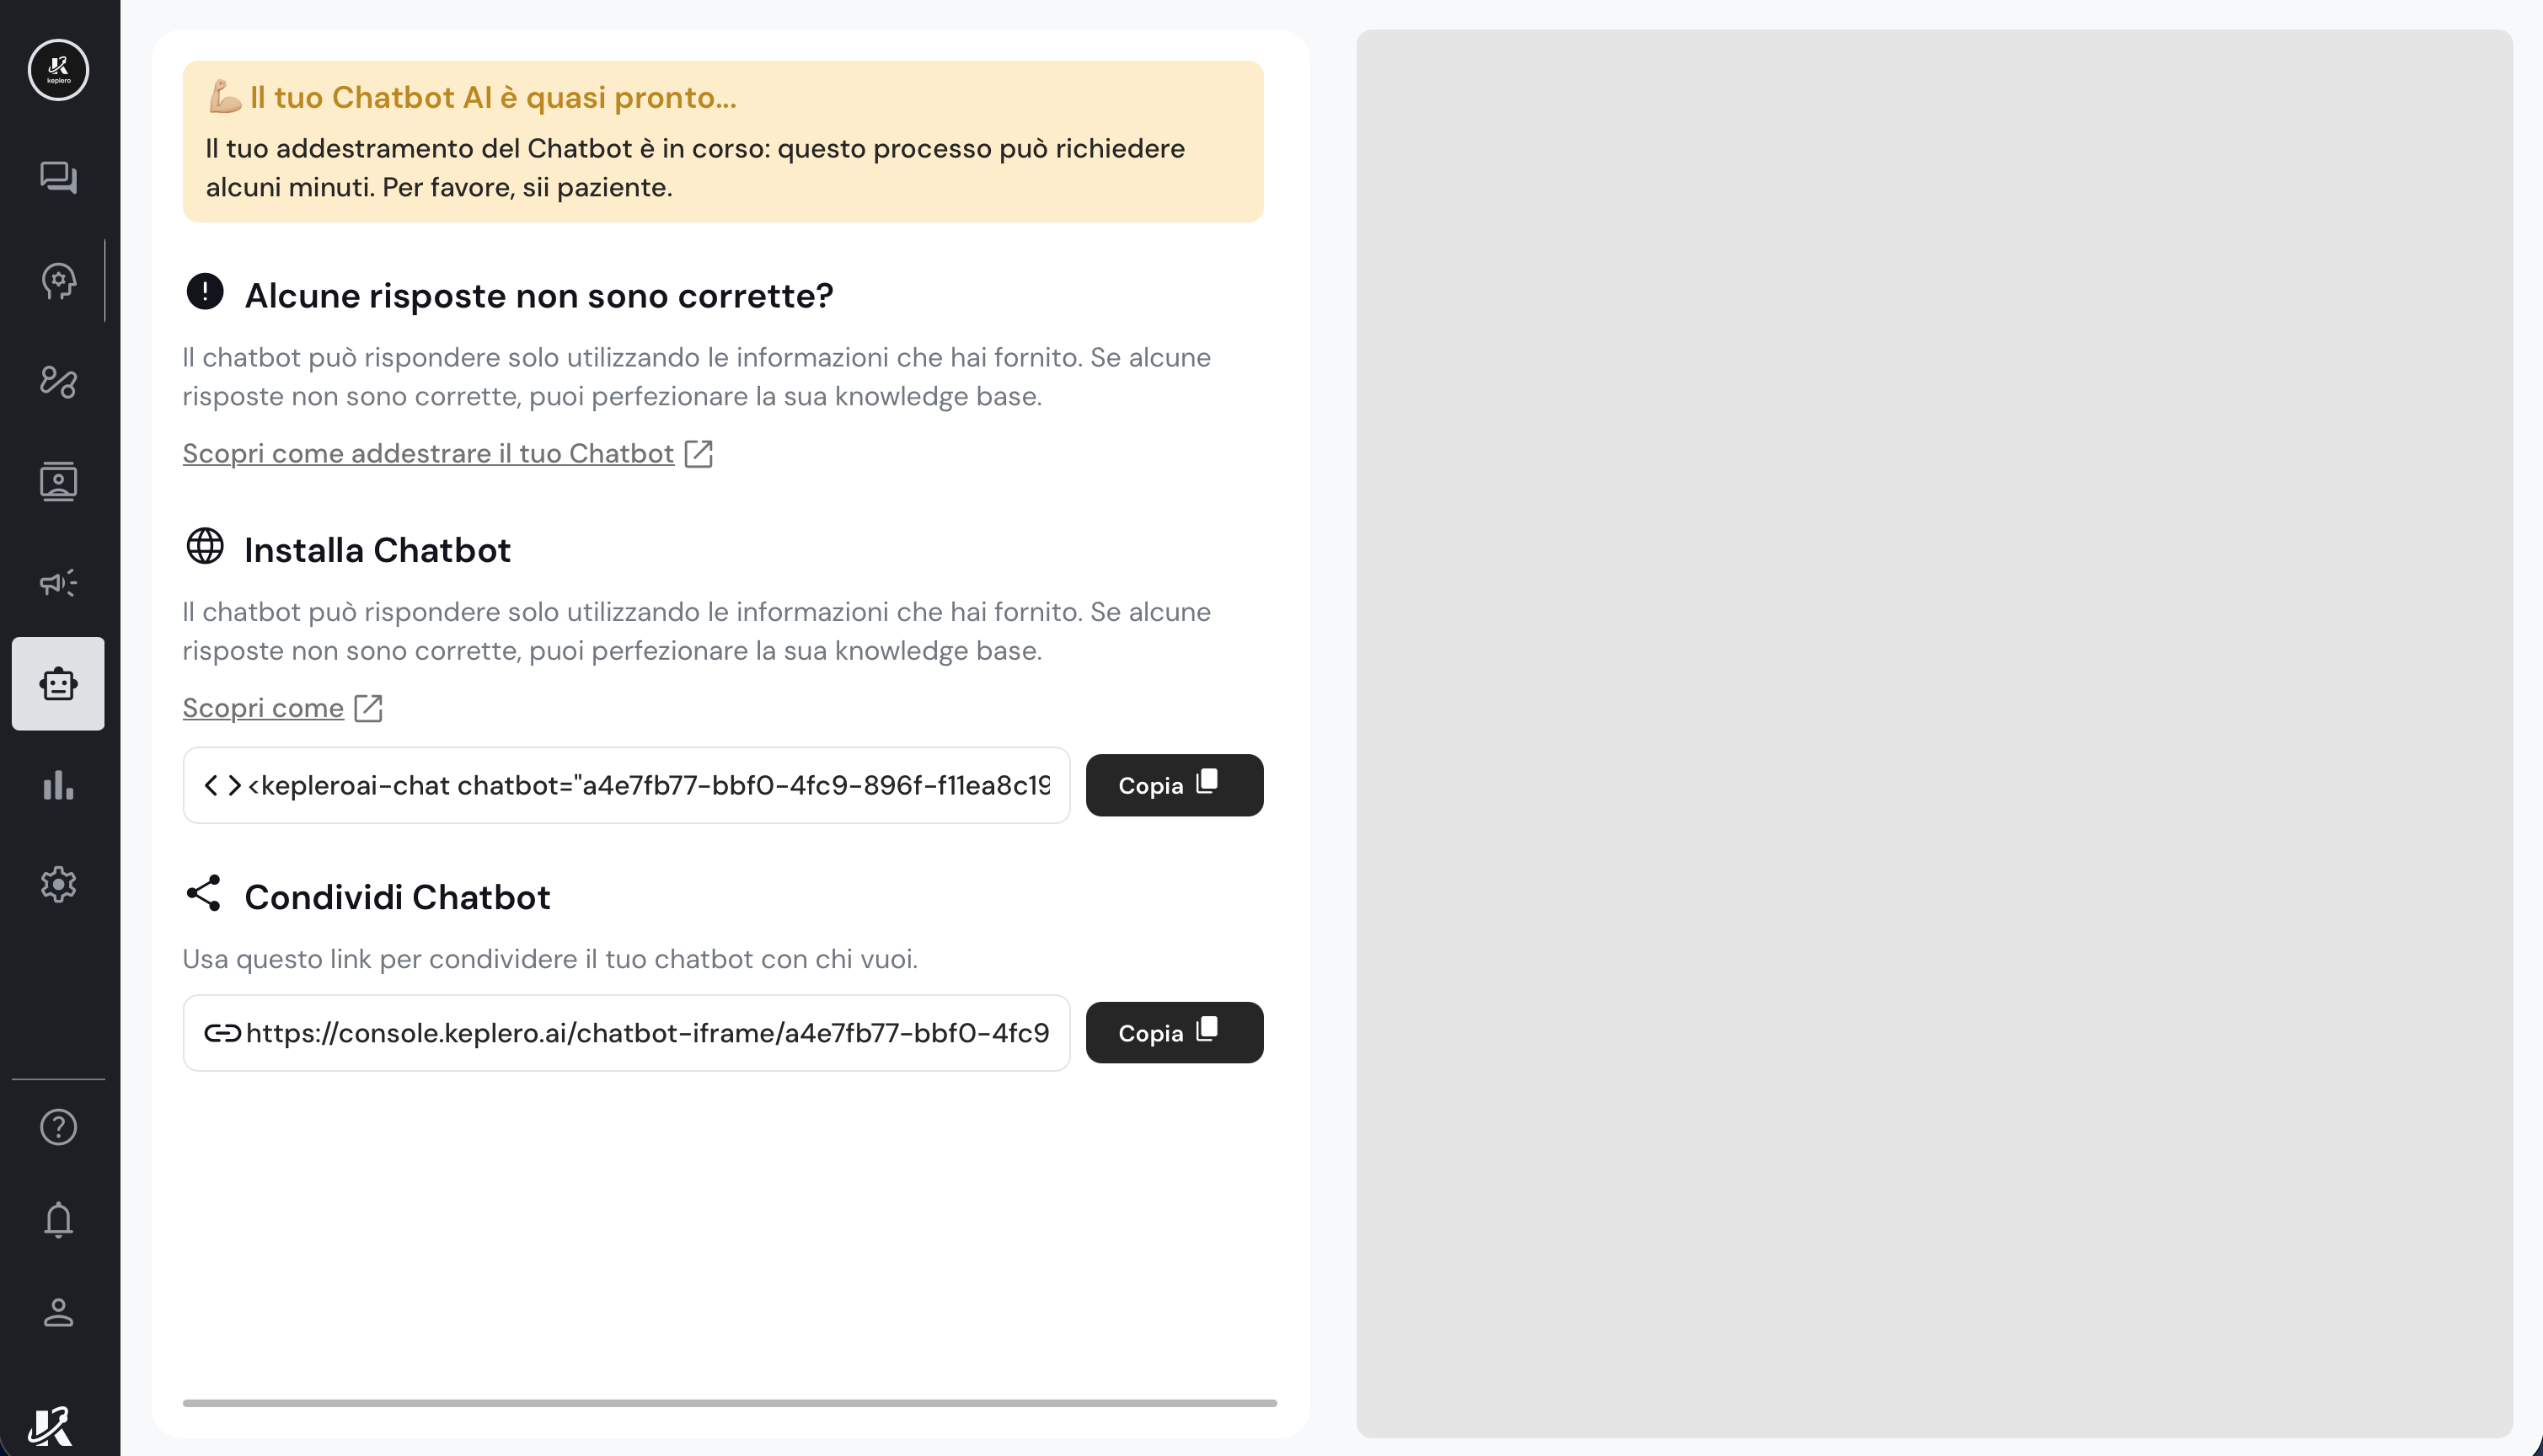 keplero
Il tuo Chatbot AI è quasi pronto...
Il tuo addestramento del Chatbot è in corso: questo processo può richiedere
alcuni minuti. Per favore, sii paziente.
Alcune risposte non sono corrette?
Il chatbot può rispondere solo utilizzando le informazioni che hai fornito. Se alcune
risposte non sono corrette, puoi perfezionare la sua knowledge base.
Scopri come addestrare il tuo Chatbot
Installa Chatbot
Il chatbot può rispondere solo utilizzando le informazioni che hai fornito. Se alcune
risposte non sono corrette, puoi perfezionare la sua knowledge base.
Scopri come
<kepleroai-chat chatbot="a4e7fb77-bbf0-4fc9-896f-f11ea8c19
Copia
Condividi Chatbot
Usa questo link per condividere il tuo chatbot con chi vuoi.
https://console.keplero.ai/chatbot-iframe/a4e7fb77-bbf0-4fc9
Copia